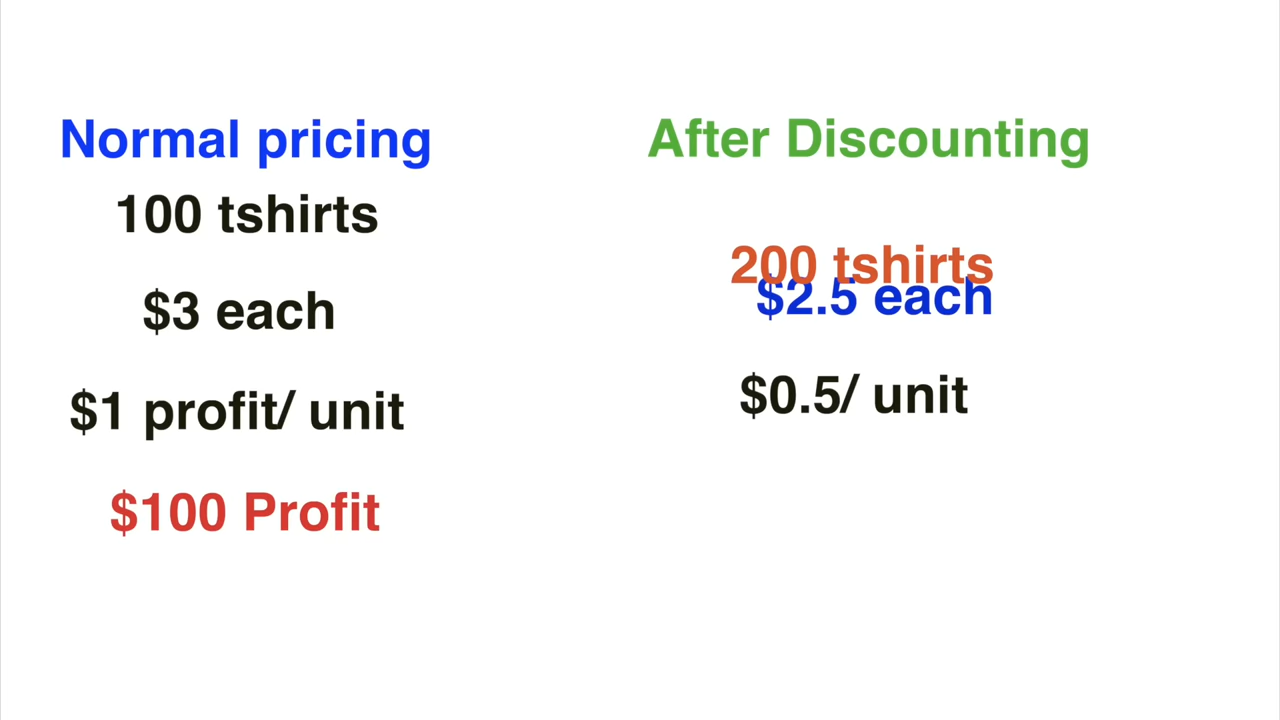 Normal pricing
100 tshirts
$3 each
$1 profit/ unit
$100 Profit
After Discounting
200 tshirts
$2.5 each
$0.5/ unit